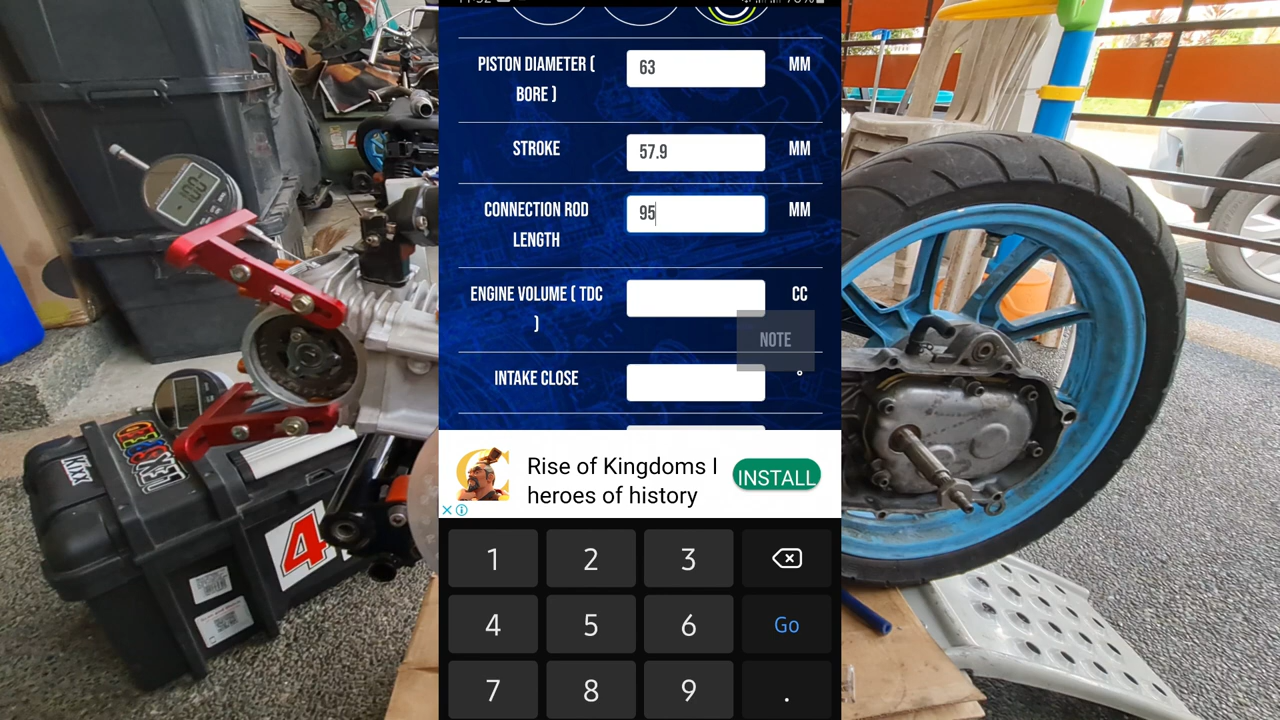 PISTON DIAMETER (
BORE )
63
MM
STROKE
57.9
MM
CONNECTION ROD
LENGTH
95
MM
ENGINE VOLUME ( TDC
)
CC
NOTE
INTAKE CLOSE
°
Rise of Kingdoms I
heroes of history
INSTALL
1 2 3
4 5 6 Go
7 8 9 .
KIXX
4